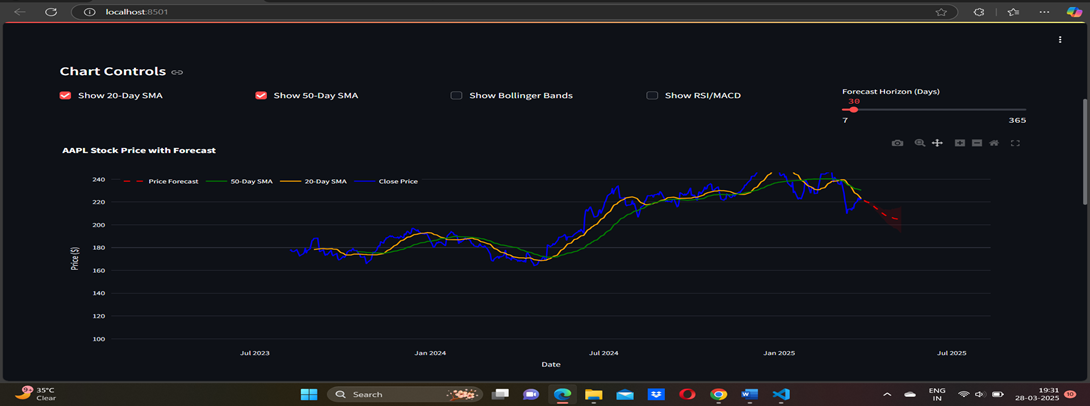 localhost:8501
Chart Controls
Show 20-Day SMA
Show 50-Day SMA
Show Bollinger Bands
Show RSI/MACD
Forecast Horizon (Days)
30
7
365
AAPL Stock Price with Forecast
Price Forecast
50-Day SMA
20-Day SMA
Close Price
240
220
200
180
160
140
120
100
Price ($)
Jul 2023
Jan 2024
Jul 2024
Jan 2025
Jul 2025
Date
35°C
Clear
Search
ENG
IN
19:31
28-03-2025